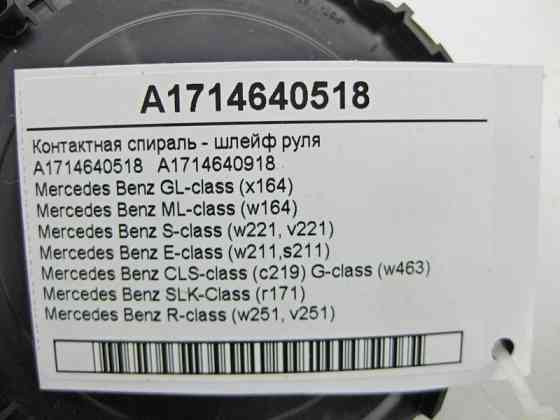 A1714640518
Контактная спираль - шлейф руля
A1714640518 A1714640918
Mercedes Benz GL-class (x164)
Mercedes Benz ML-class (w164)
Mercedes Benz S-class (w221, v221)
Mercedes Benz E-class (w211,s211)
Mercedes Benz CLS-class (c219) G-class (w463)
Mercedes Benz SLK-Class (r171)
Mercedes Benz R-class (w251, v251)